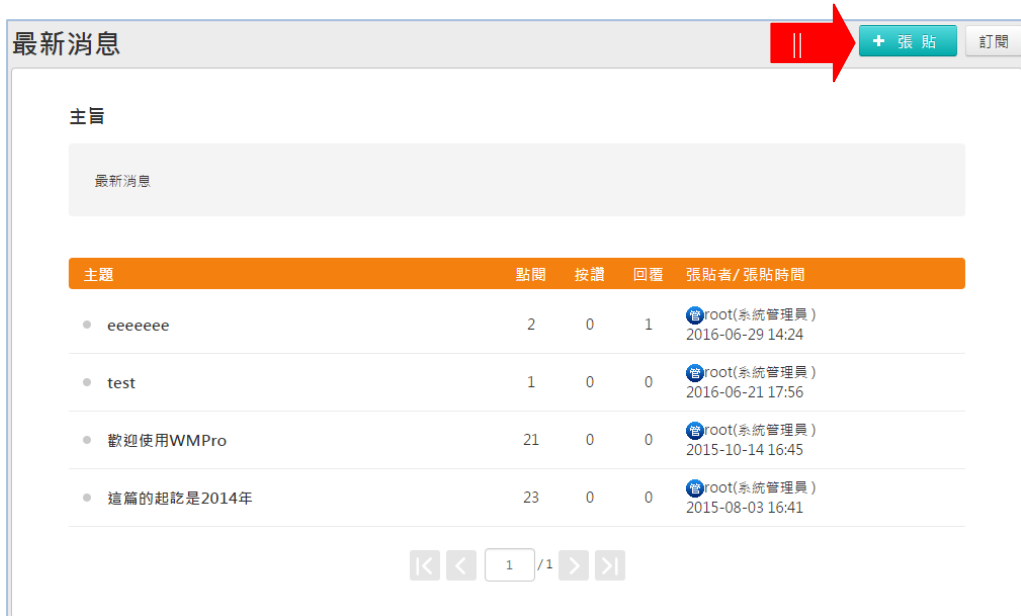 最新消息
+ 張貼
訂閱
主旨
最新消息
主題 點閱 按讚 回覆 張貼者/張貼時間
eeeeeee 2 0 1 管root(系統管理員)
2016-06-29 14:24
test 1 0 0 管root(系統管理員)
2016-06-21 17:56
歡迎使用WMPro 21 0 0 管root(系統管理員)
2015-10-14 16:45
這篇的起訖是2014年 23 0 0 管root(系統管理員)
2015-08-03 16:41
1 /1